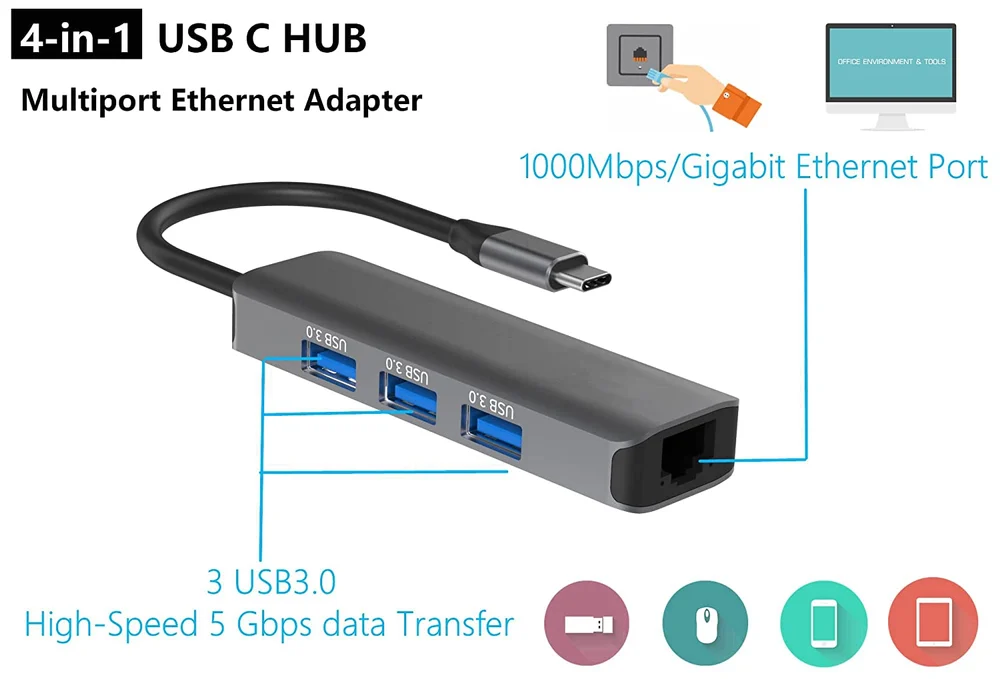 4-in-1 USB C HUB
Multiport Ethernet Adapter
OFFICE ENVIRONMENT & TOOLS
1000Mbps/Gigabit Ethernet Port
USB 3.0
USB 3.0
USB 3.0
3 USB3.0
High-Speed 5 Gbps data Transfer